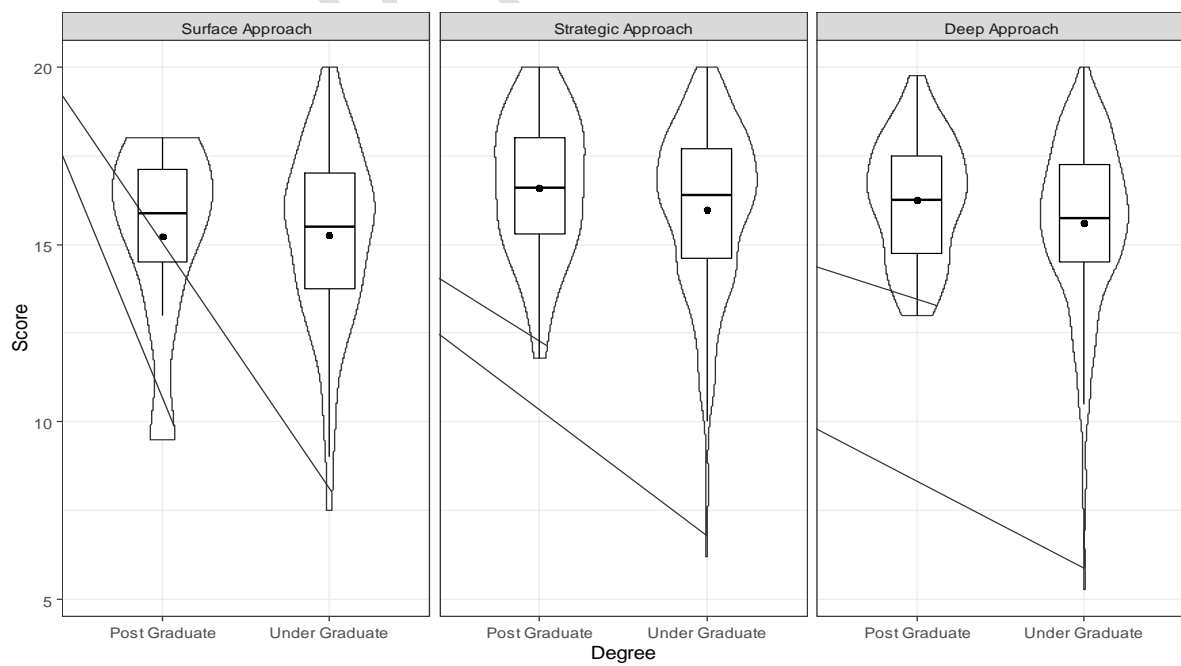 Surface Approach
Strategic Approach
Deep Approach
Score
20
15
10
5
Post Graduate
Under Graduate
Post Graduate
Under Graduate
Post Graduate
Under Graduate
Degree